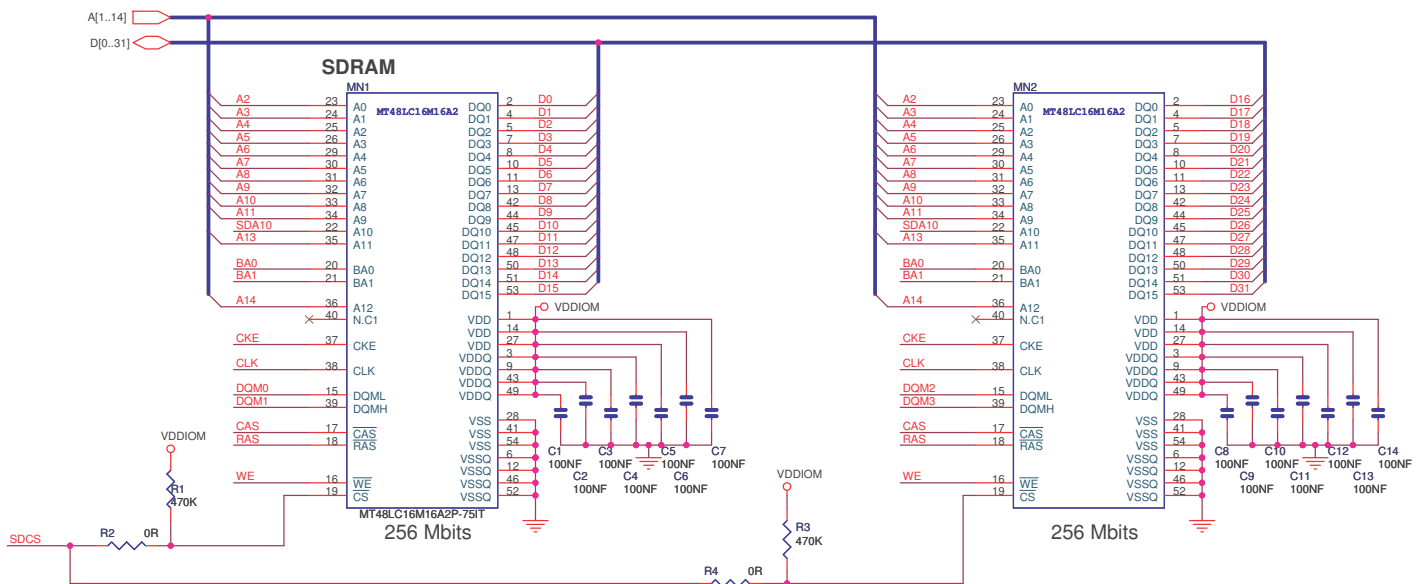 A[1..14]
D[0..31]
SDRAM
MN1
MT48LC16M16A2
A2 23 A0 DQ0 2 D0
A3 24 A1 DQ1 4 D1
A4 25 A2 DQ2 5 D2
A5 26 A3 DQ3 7 D3
A6 29 A4 DQ4 8 D4
A7 30 A5 DQ5 10 D5
A8 31 A6 DQ6 11 D6
A9 32 A7 DQ7 13 D7
A10 33 A8 DQ8 42 D8
A11 34 A9 DQ9 44 D9
SDA10 22 A10 DQ10 45 D10
A13 35 A11 DQ11 47 D11
DQ12 48 D12
BA0 20 BA0 DQ13 50 D13
BA1 21 BA1 DQ14 51 D14
DQ15 53 D15
A14 36 A12
VDDIOM
40 N.C1 VDD 1
VDD 14
CKE 37 CKE VDD 27
VDDQ 3
CLK 38 CLK VDDQ 9
VDDQ 43
DQM0 15 DQML VDDQ 49
DQM1 39 DQMH
VSS 28
CAS 17 CAS VSS 41
RAS 18 RAS VSS 54
VSSQ 6
VSSQ 12
WE 16 WE VSSQ 46
19 CS VSSQ 52
C1 100NF
C2 100NF
C3 100NF
C4 100NF
C5 100NF
C6 100NF
C7 100NF
MT48LC16M16A2P-75IT
256 Mbits
VDDIOM
R1
470K
SDCS
R2 0R
MN2
MT48LC16M16A2
A2 23 A0 DQ0 2 D16
A3 24 A1 DQ1 4 D17
A4 25 A2 DQ2 5 D18
A5 26 A3 DQ3 7 D19
A6 29 A4 DQ4 8 D20
A7 30 A5 DQ5 10 D21
A8 31 A6 DQ6 11 D22
A9 32 A7 DQ7 13 D23
A10 33 A8 DQ8 42 D24
A11 34 A9 DQ9 44 D25
SDA10 22 A10 DQ10 45 D26
A13 35 A11 DQ11 47 D27
DQ12 48 D28
BA0 20 BA0 DQ13 50 D29
BA1 21 BA1 DQ14 51 D30
DQ15 53 D31
A14 36 A12
VDDIOM
40 N.C1 VDD 1
VDD 14
CKE 37 CKE VDD 27
VDDQ 3
CLK 38 CLK VDDQ 9
VDDQ 43
DQM2 15 DQML VDDQ 49
DQM3 39 DQMH
VSS 28
CAS 17 CAS VSS 41
RAS 18 RAS VSS 54
VSSQ 6
VSSQ 12
WE 16 WE VSSQ 46
19 CS VSSQ 52
C8 100NF
C9 100NF
C10 100NF
C11 100NF
C12 100NF
C13 100NF
C14 100NF
256 Mbits
VDDIOM
R3
470K
R4 0R